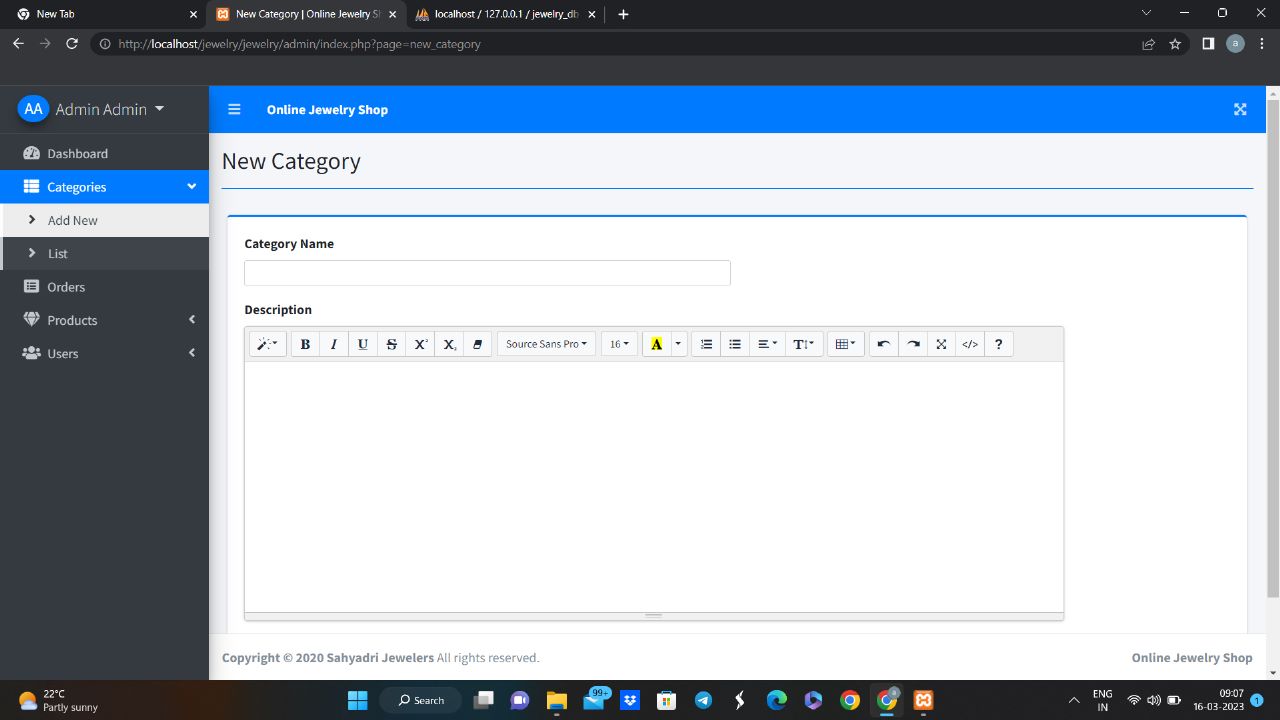 New Tab
New Category | Online Jewelry Sh
localhost / 127.0.0.1 / jewelry_db
http://localhost/jewelry/jewelry/admin/index.php?page=new_category
a
AA Admin Admin
Online Jewelry Shop
Dashboard
Categories
Add New
List
Orders
Products
Users
New Category
Category Name
Description
B I U S X² X₂ Source Sans Pro 16 A T </> ?
Copyright © 2020 Sahyadri Jewelers All rights reserved.
Online Jewelry Shop
22°C
Partly sunny
Search
99+
ENG
IN
09:07
16-03-2023
1